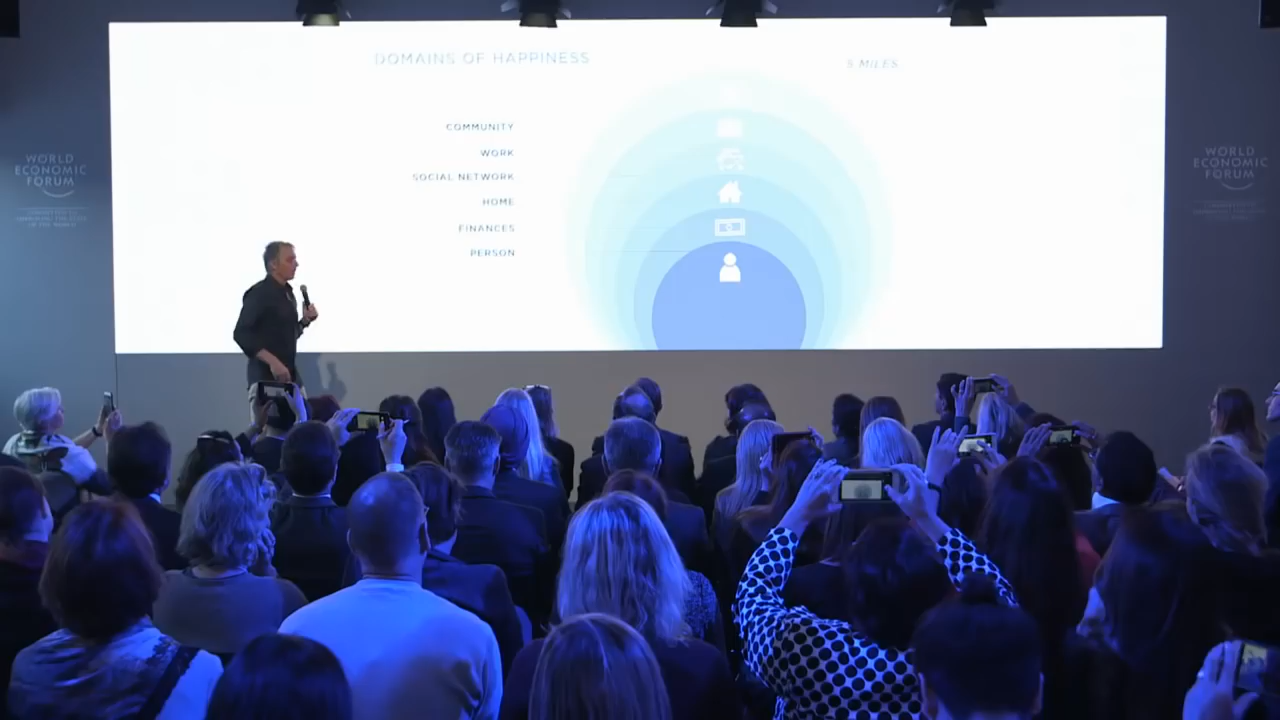 DOMAINS OF HAPPINESS
5 MILES
COMMUNITY
WORK
SOCIAL NETWORK
HOME
FINANCES
PERSON
WORLD
ECONOMIC
FORUM
WORLD
ECONOMIC
FORUM